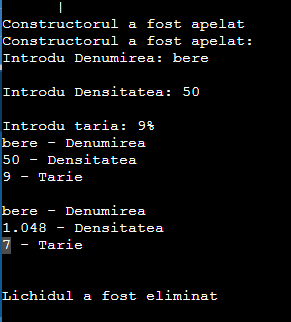 Constructorul a fost apelat
Constructorul a fost apelat:
Introdu Denumirea: bere
Introdu Densitatea: 50
Introdu taria: 9%
bere - Denumirea
50 - Densitatea
9 - Tarie
bere - Denumirea
1.048 - Densitatea
7 - Tarie
Lichidul a fost eliminat